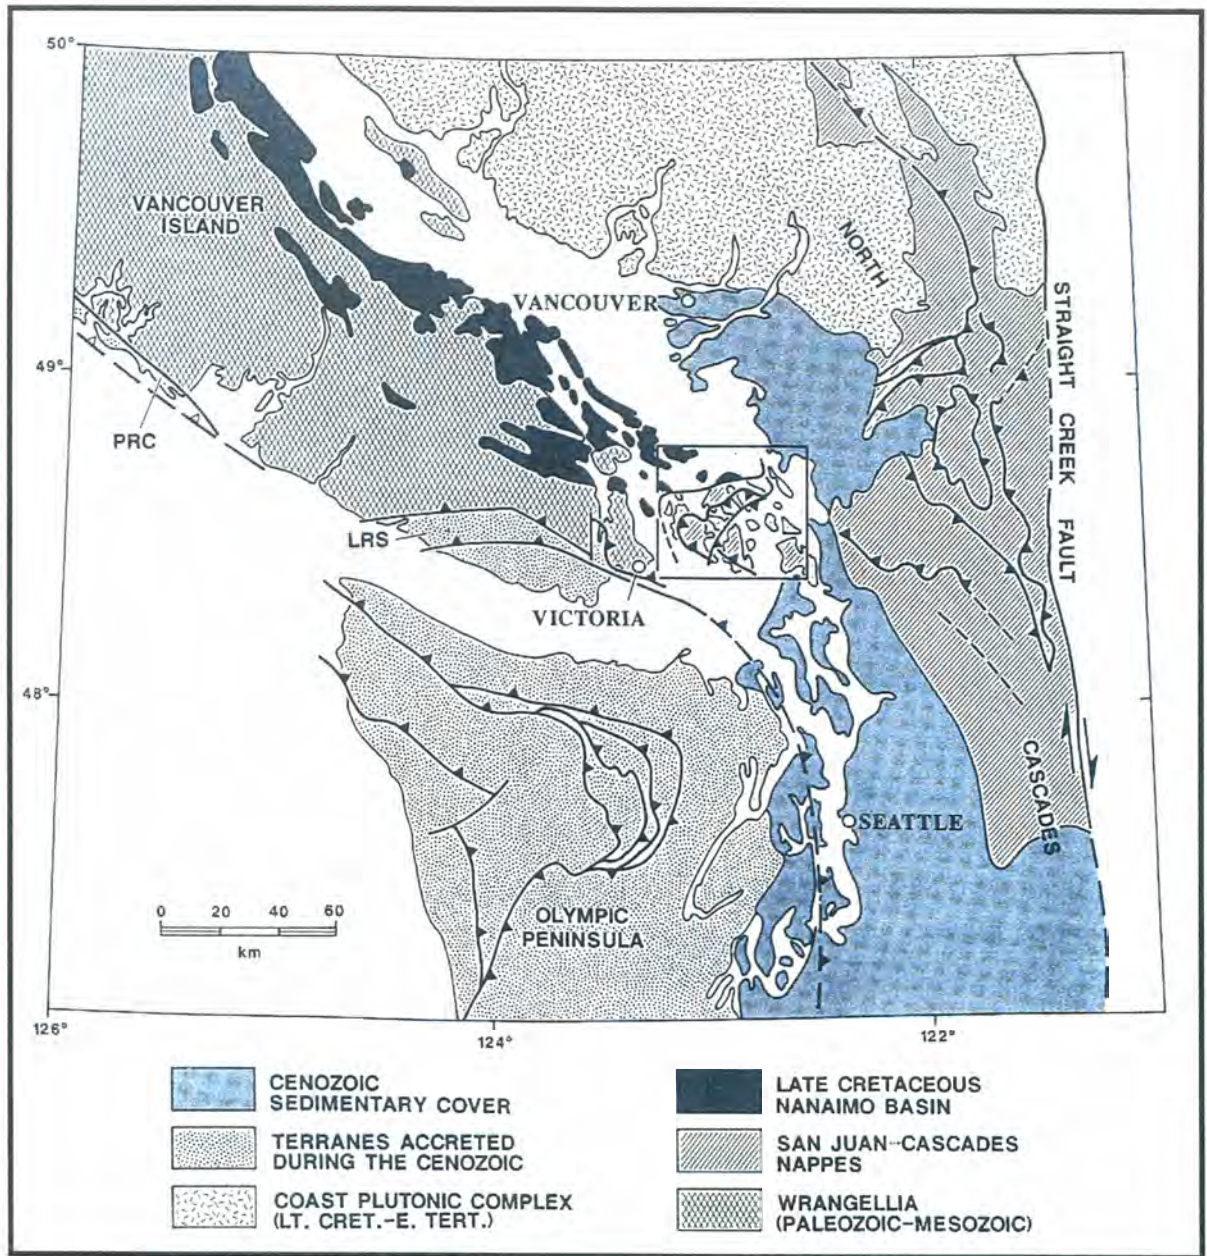 50°
VANCOUVER
ISLAND
NORTH
VANCOUVER
STRAIGHT CREEK FAULT
49°
PRC
LRS
VICTORIA
48°
CASCADES
SEATTLE
0 20 40 60
km
OLYMPIC
PENINSULA
126°
124°
122°
CENOZOIC
SEDIMENTARY COVER
TERRANES ACCRETED
DURING THE CENOZOIC
COAST PLUTONIC COMPLEX
(LT. CRET.-E. TERT.)
LATE CRETACEOUS
NANAIMO BASIN
SAN JUAN-CASCADES
NAPPES
WRANGELLIA
(PALEOZOIC-MESOZOIC)